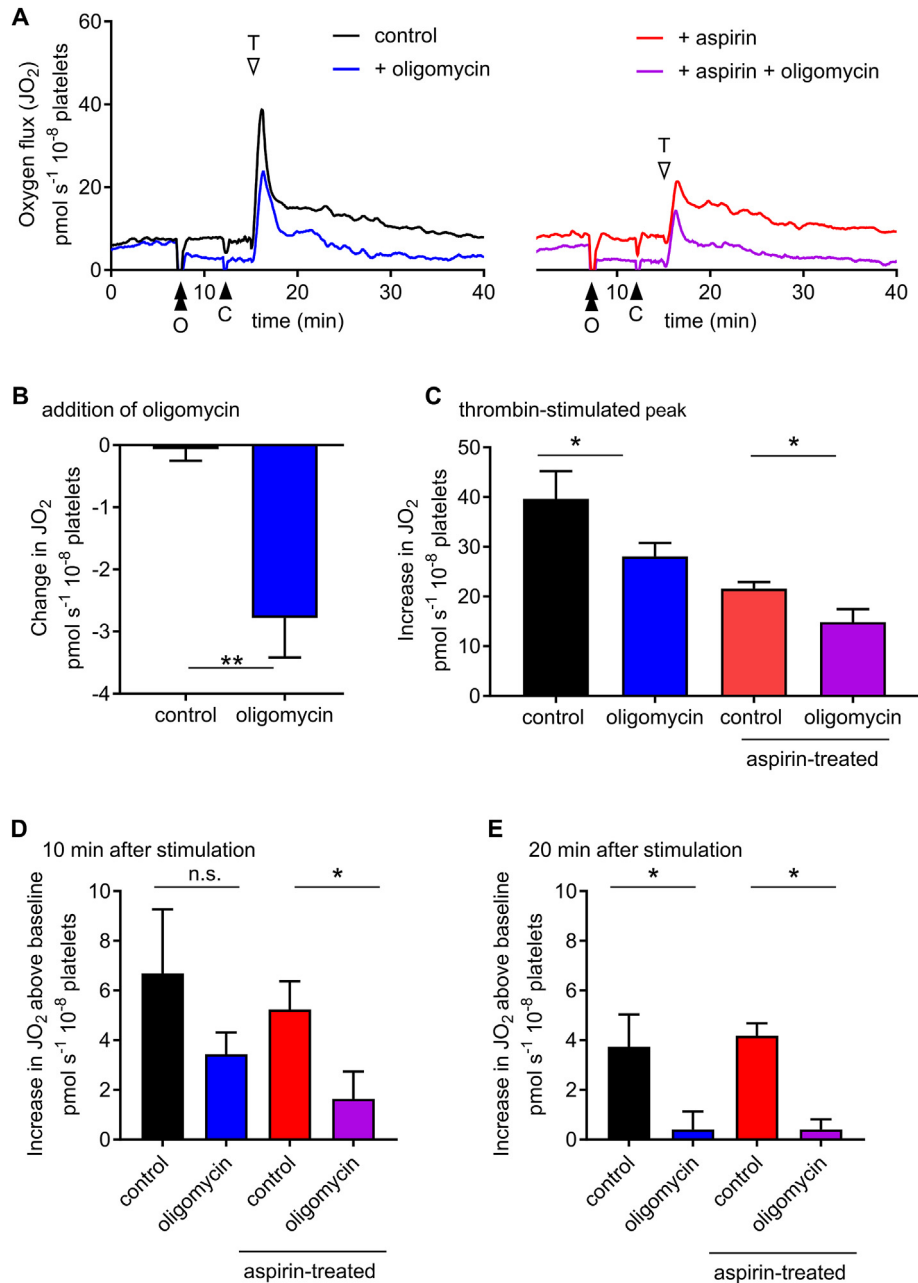 A
Oxygen flux (JO2)
pmol s-1 10-8 platelets
60
40
20
0
T
control
+ oligomycin
0
10
20
30
40
O
C
time (min)
+ aspirin
+ aspirin + oligomycin
T
10
20
30
40
O
C
time (min)
B
addition of oligomycin
Change in JO2
pmol s-1 10-8 platelets
0
-1
-2
-3
-4
**
control
oligomycin
C
thrombin-stimulated peak
Increase in JO2
pmol s-1 10-8 platelets
50
40
30
20
10
0
*
*
control
oligomycin
control
oligomycin
aspirin-treated
D
10 min after stimulation
Increase in JO2 above baseline
pmol s-1 10-8 platelets
10
8
6
4
2
0
n.s.
*
control
oligomycin
control
oligomycin
aspirin-treated
E
20 min after stimulation
Increase in JO2 above baseline
pmol s-1 10-8 platelets
10
8
6
4
2
0
*
*
control
oligomycin
control
oligomycin
aspirin-treated